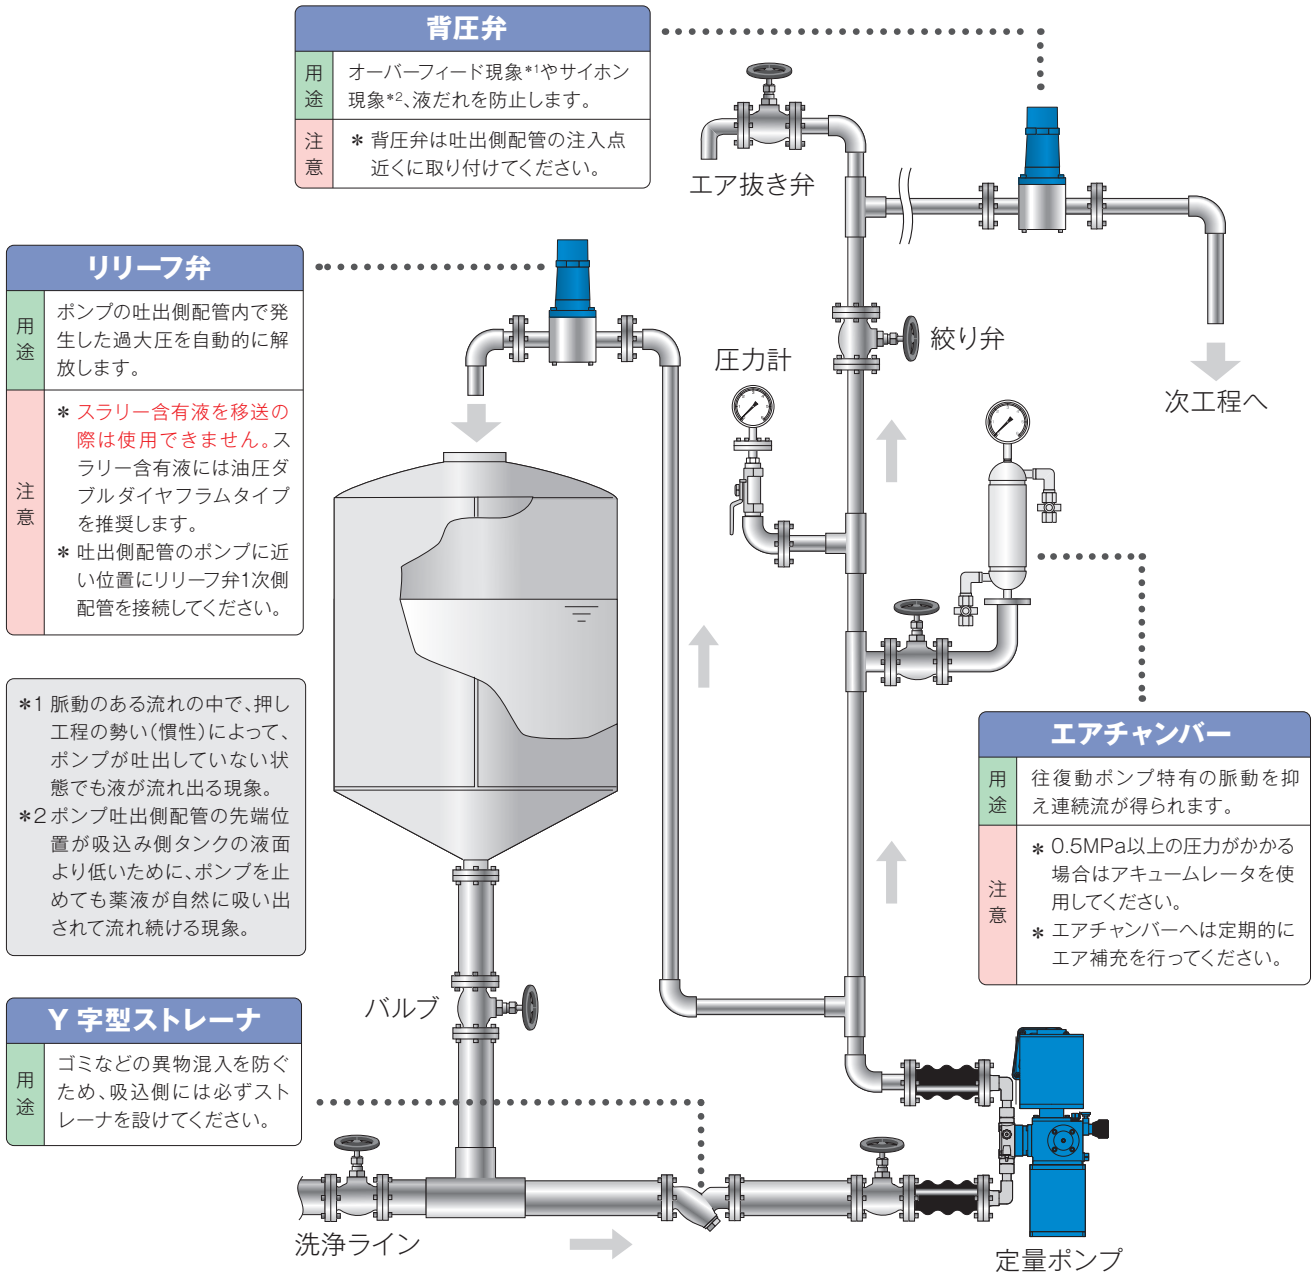 背圧弁
用途
オーバーフィード現象*1やサイホン
現象*2、液だれを防止します。
注意
* 背圧弁は吐出側配管の注入点
近くに取り付けてください。
エア抜き弁
リリーフ弁
用途
ポンプの吐出側配管内で発
生した過大圧を自動的に解
放します。
注意
* スラリー含有液を移送の
際は使用できません。ス
ラリー含有液には油圧ダ
ブルダイヤフラムタイプ
を推奨します。
* 吐出側配管のポンプに近
い位置にリリーフ弁1次側
配管を接続してください。
圧力計
絞り弁
次工程へ
*1 脈動のある流れの中で、押し
工程の勢い(慣性)によって、
ポンプが吐出していない状
態でも液が流れ出る現象。
*2 ポンプ吐出側配管の先端位
置が吸込み側タンクの液面
より低いために、ポンプを止
めても薬液が自然に吸い出
されて流れ続ける現象。
エアチャンバー
用途
往復動ポンプ特有の脈動を抑
え連続流が得られます。
注意
* 0.5MPa以上の圧力がかかる
場合はアキュームレータを使
用してください。
* エアチャンバーへは定期的に
エア補充を行ってください。
バルブ
Y 字型ストレーナ
用途
ゴミなどの異物混入を防ぐ
ため、吸込側には必ずスト
レーナを設けてください。
洗浄ライン
定量ポンプ